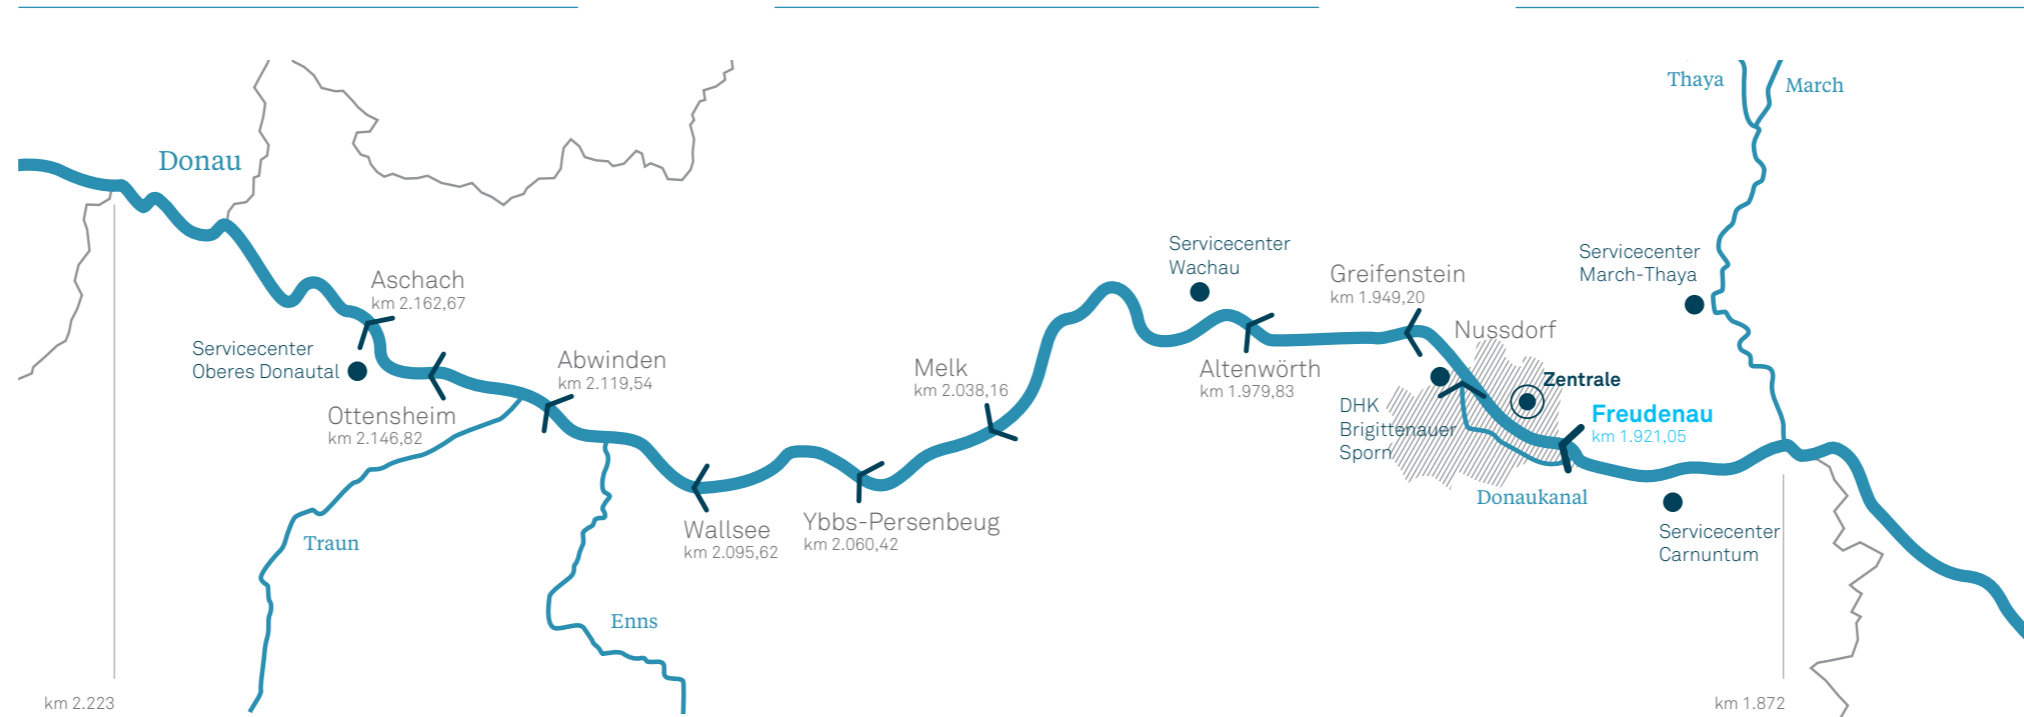 Thaya
March
Donau
Servicecenter
Wachau
Servicecenter
March-Thaya
Aschach
km 2.162,67
Greifenstein
km 1.949,20
Nussdorf
Servicecenter
Oberes Donautal
Abwinden
km 2.119,54
Melk
km 2.038,16
Altenwörth
km 1.979,83
Zentrale
DHK
Brigittenauer
Sporn
Freudenau
km 1.921,05
Ottensheim
km 2.146,82
Donaukanal
Wallsee
km 2.095,62
Ybbs-Persenbeug
km 2.060,42
Servicecenter
Carnuntum
Traun
Enns
km 2.223
km 1.872